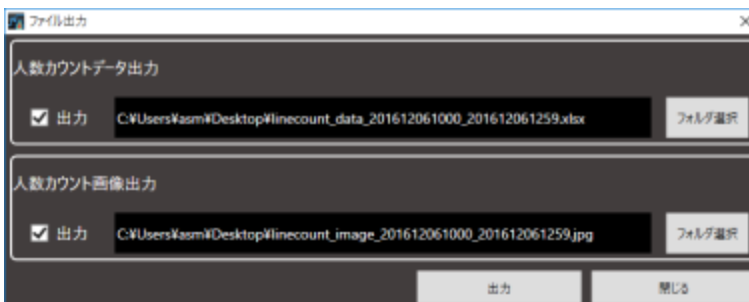 ファイル出力
人数カウントデータ出力
出力 C:¥Users¥asm¥Desktop¥linecount_data_201612061000_201612061259.xlsx フォルダ選択
人数カウント画像出力
出力 C:¥Users¥asm¥Desktop¥linecount_image_201612061000_201612061259.jpg フォルダ選択
出力 閉じる